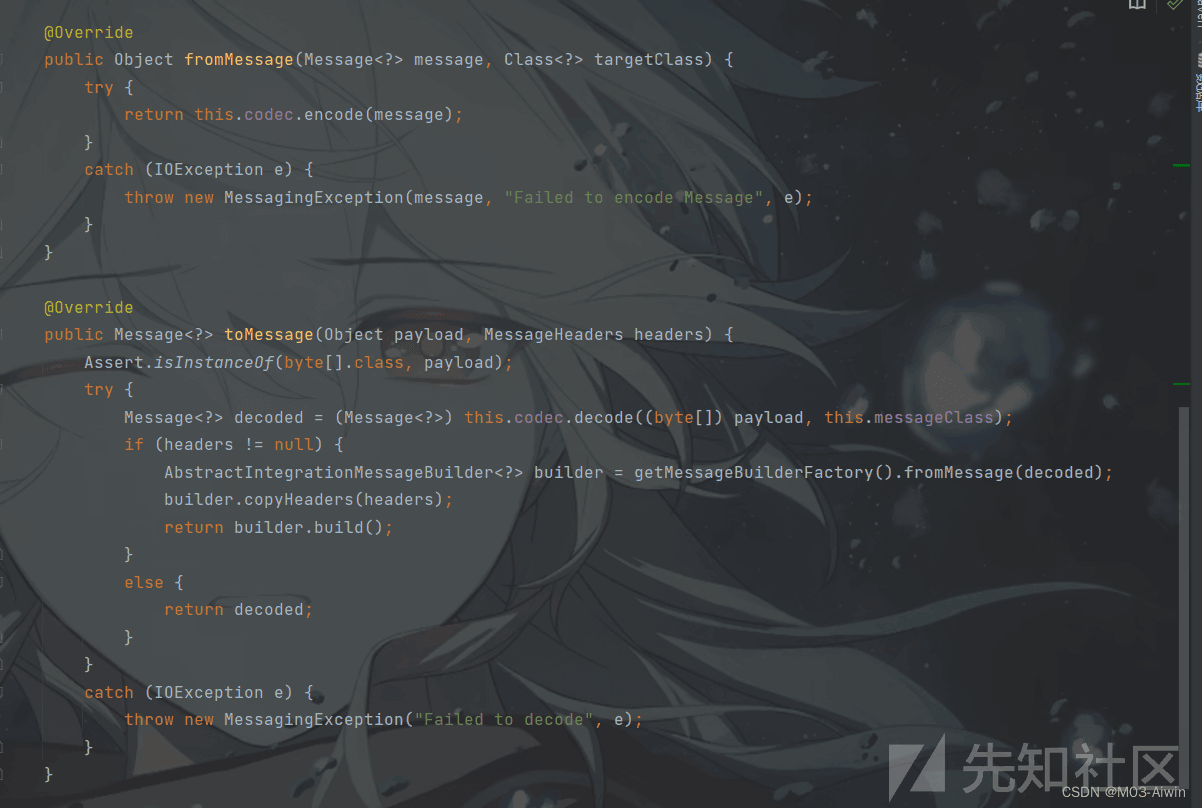 @Override
public Object fromMessage(Message<?> message, Class<?> targetClass) {
    try {
        return this.codec.encode(message);
    }
    catch (IOException e) {
        throw new MessagingException(message, "Failed to encode Message", e);
    }
}
@Override
public Message<?> toMessage(Object payload, MessageHeaders headers) {
    Assert.isInstanceOf(byte[].class, payload);
    try {
        Message<?> decoded = (Message<?>) this.codec.decode((byte[]) payload, this.messageClass);
        if (headers != null) {
            AbstractIntegrationMessageBuilder<?> builder = getMessageBuilderFactory().fromMessage(decoded);
            builder.copyHeaders(headers);
            return builder.build();
        }
        else {
            return decoded;
        }
    }
    catch (IOException e) {
        throw new MessagingException("Failed to decode", e);
    }
}
先知社区
CSDN @M03-Aiwin